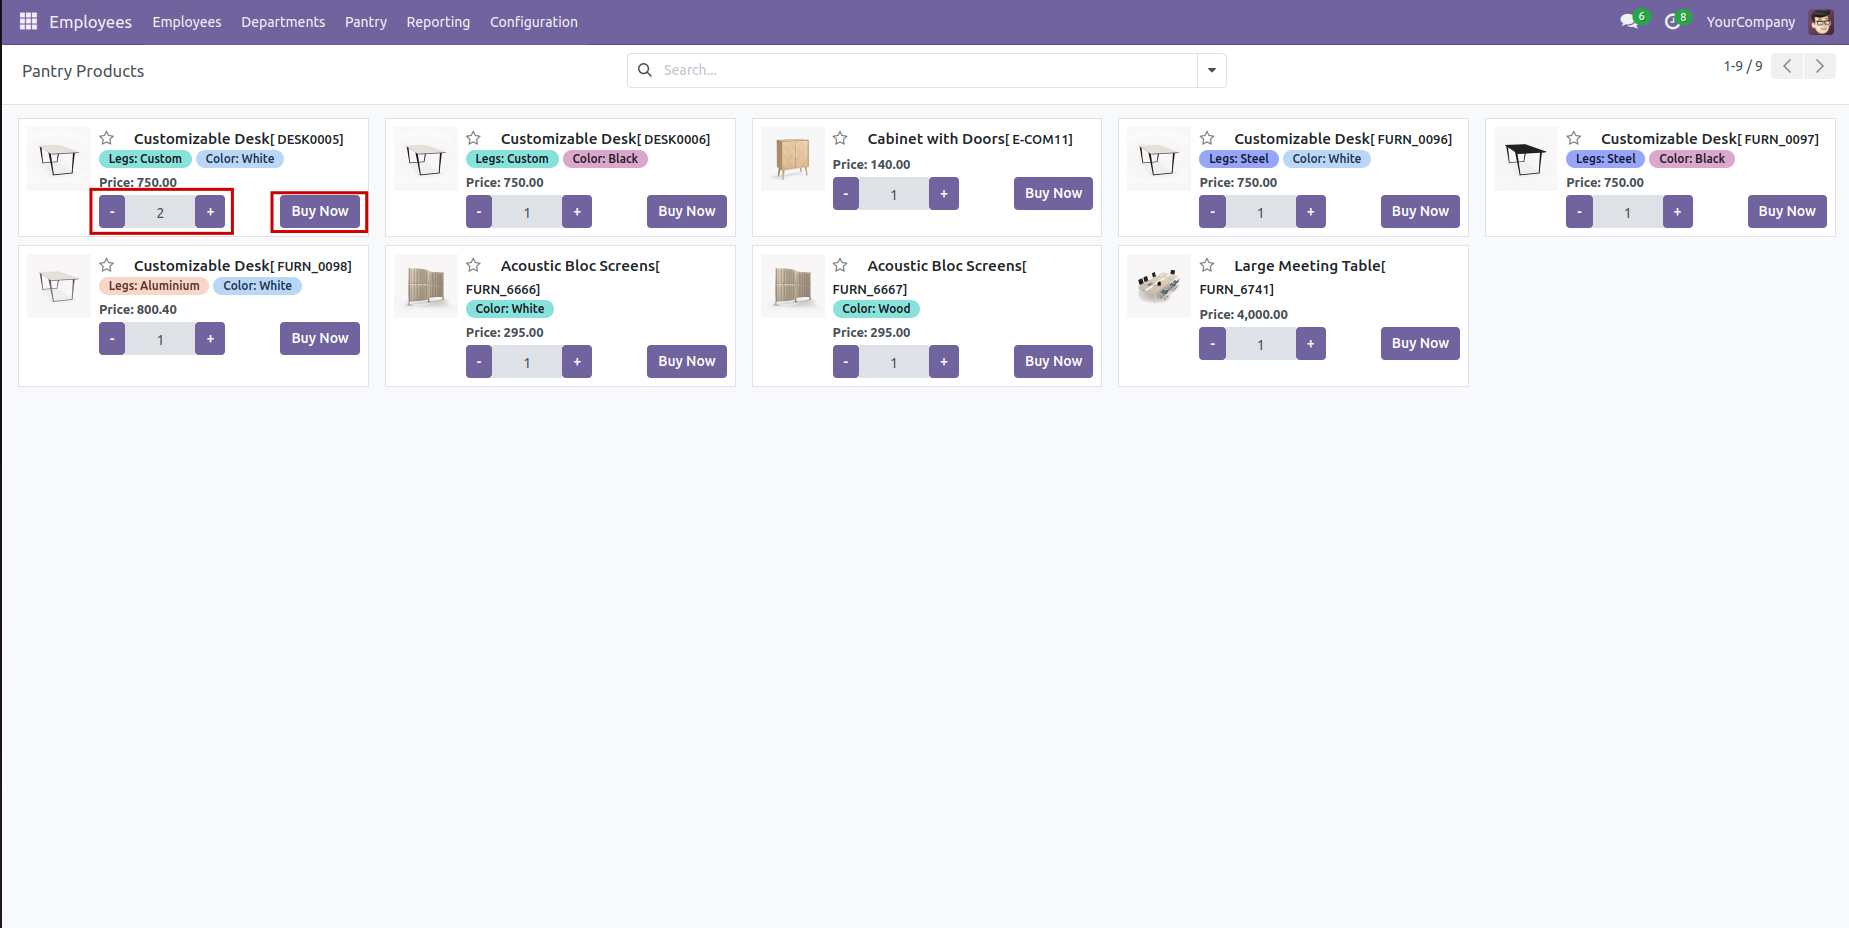 Employees Employees Departments Pantry Reporting Configuration 6 8 YourCompany
Pantry Products Search... 1-9 / 9
Customizable Desk[ DESK0005]
Legs: Custom Color: White
Price: 750.00
- 2 + Buy Now
Customizable Desk[ DESK0006]
Legs: Custom Color: Black
Price: 750.00
- 1 + Buy Now
Cabinet with Doors[ E-COM11]
Price: 140.00
- 1 + Buy Now
Customizable Desk[ FURN_0096]
Legs: Steel Color: White
Price: 750.00
- 1 + Buy Now
Customizable Desk[ FURN_0097]
Legs: Steel Color: Black
Price: 750.00
- 1 + Buy Now
Customizable Desk[ FURN_0098]
Legs: Aluminium Color: White
Price: 800.40
- 1 + Buy Now
Acoustic Bloc Screens[
FURN_6666]
Color: White
Price: 295.00
- 1 + Buy Now
Acoustic Bloc Screens[
FURN_6667]
Color: Wood
Price: 295.00
- 1 + Buy Now
Large Meeting Table[
FURN_6741]
Price: 4,000.00
- 1 + Buy Now